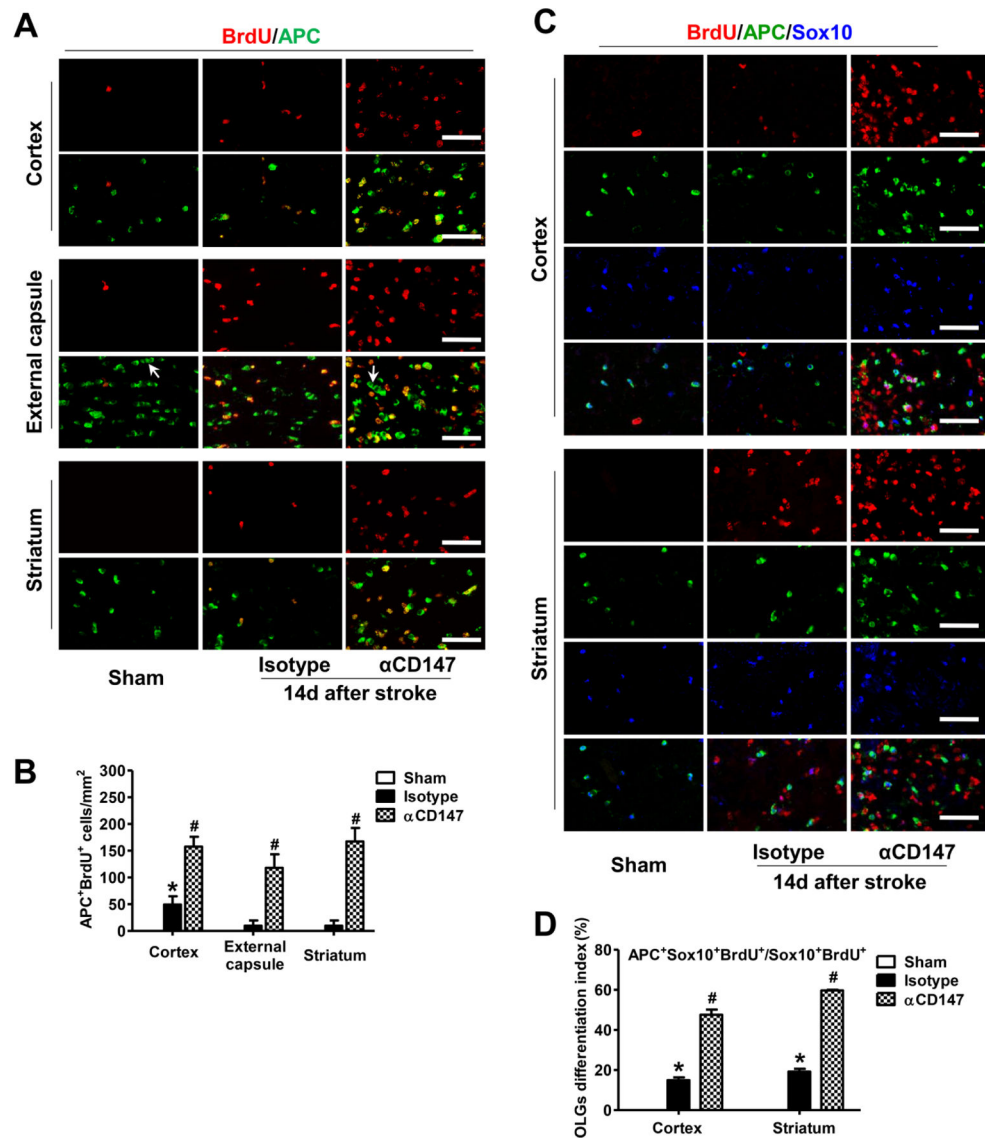 A
BrdU/APC
Cortex
External capsule
Striatum
Sham
Isotype
αCD147
14d after stroke
B
APC⁺BrdU⁺ cells/mm²
300
250
200
150
100
50
0
Sham
Isotype
αCD147
*
#
#
#
Cortex
External
capsule
Striatum
C
BrdU/APC/Sox10
Cortex
Striatum
Sham
Isotype
αCD147
14d after stroke
D
OLGs differentiation index (%)
APC⁺Sox10⁺BrdU⁺/Sox10⁺BrdU⁺
80
60
40
20
0
Sham
Isotype
αCD147
*
#
*
#
Cortex
Striatum